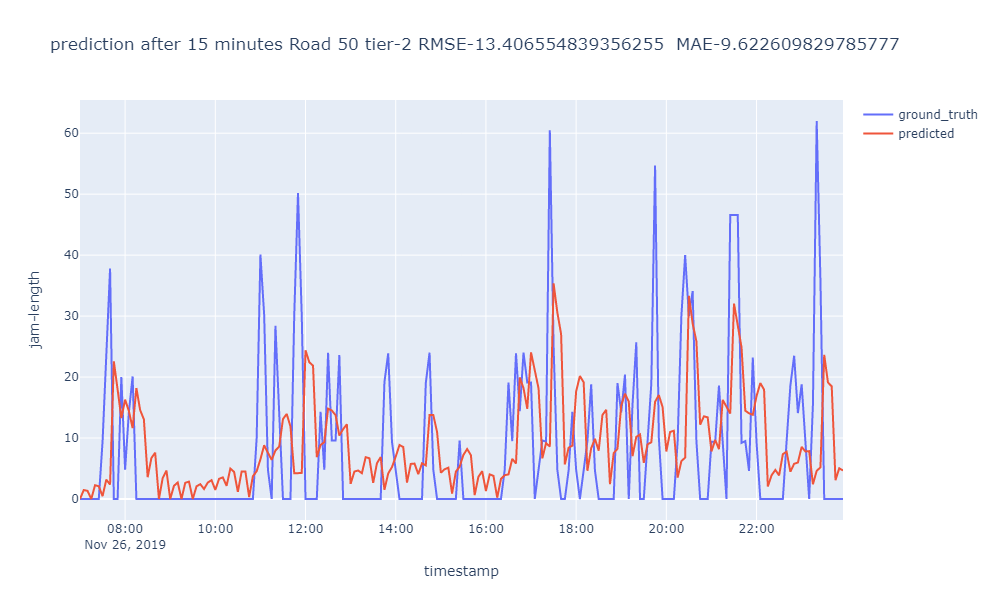 prediction after 15 minutes Road 50 tier-2 RMSE-13.406554839356255  MAE-9.622609829785777
ground_truth
predicted
60
50
40
30
20
10
0
jam-length
08:00 10:00 12:00 14:00 16:00 18:00 20:00 22:00
Nov 26, 2019
timestamp